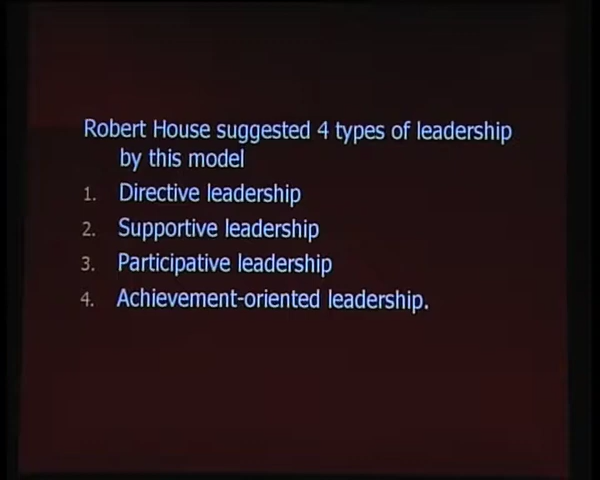 Robert House suggested 4 types of leadership
by this model
1. Directive leadership
2. Supportive leadership
3. Participative leadership
4. Achievement-oriented leadership.